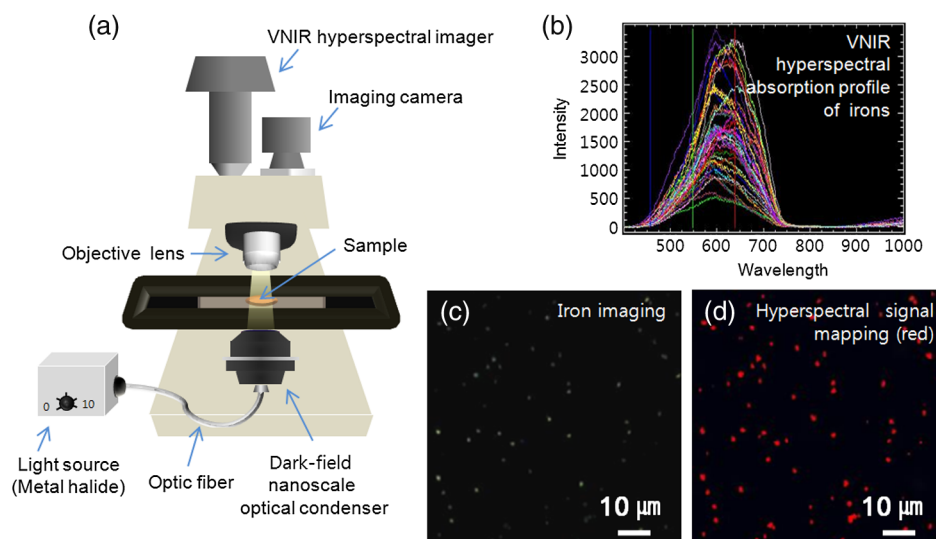 (a)
VNIR hyperspectral imager
Imaging camera
Objective lens
Sample
0
10
Light source
(Metal halide)
Optic fiber
Dark-field
nanoscale
optical condenser
(b)
VNIR
hyperspectral
absorption profile
of irons
Intensity
3000
2500
2000
1500
1000
500
0
500 600 700 800 900 1000
Wavelength
(c)
Iron imaging
10 μm
(d)
Hyperspectral signal
mapping (red)
10 μm